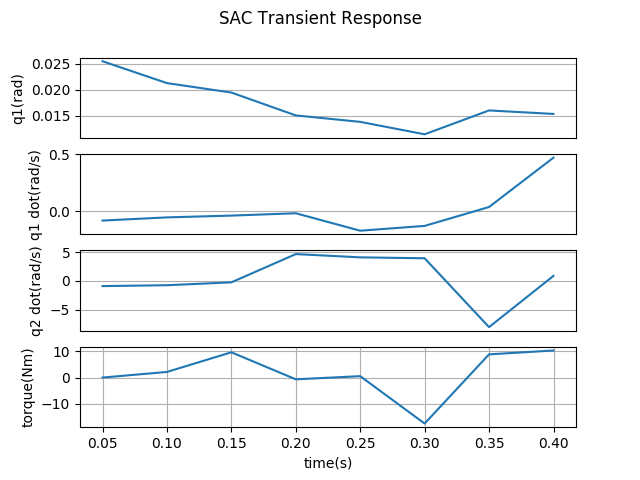 SAC Transient Response
q1(rad)
0.025
0.020
0.015
q1 dot(rad/s)
0.5
0.0
q2 dot(rad/s)
5
0
−5
torque(Nm)
10
0
−10
0.05 0.10 0.15 0.20 0.25 0.30 0.35 0.40
time(s)